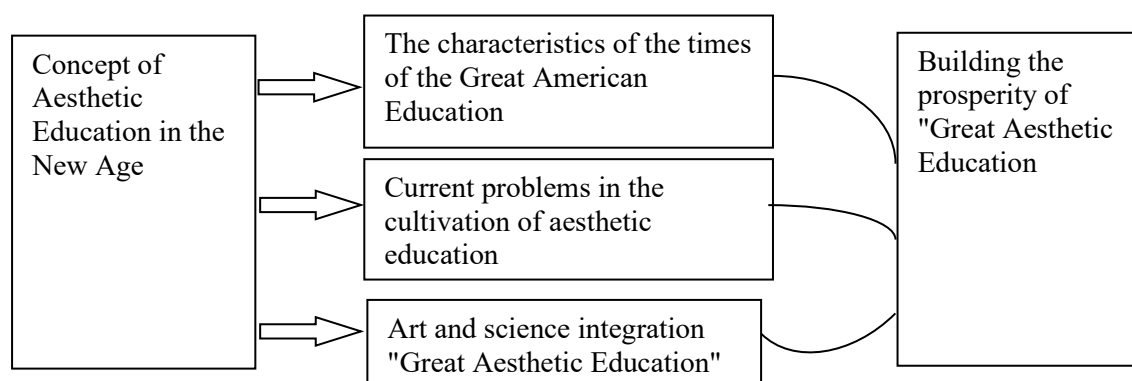 Concept of
Aesthetic
Education in the
New Age
The characteristics of the times
of the Great American
Education
Current problems in the
cultivation of aesthetic
education
Art and science integration
"Great Aesthetic Education"
Building the
prosperity of
"Great Aesthetic
Education